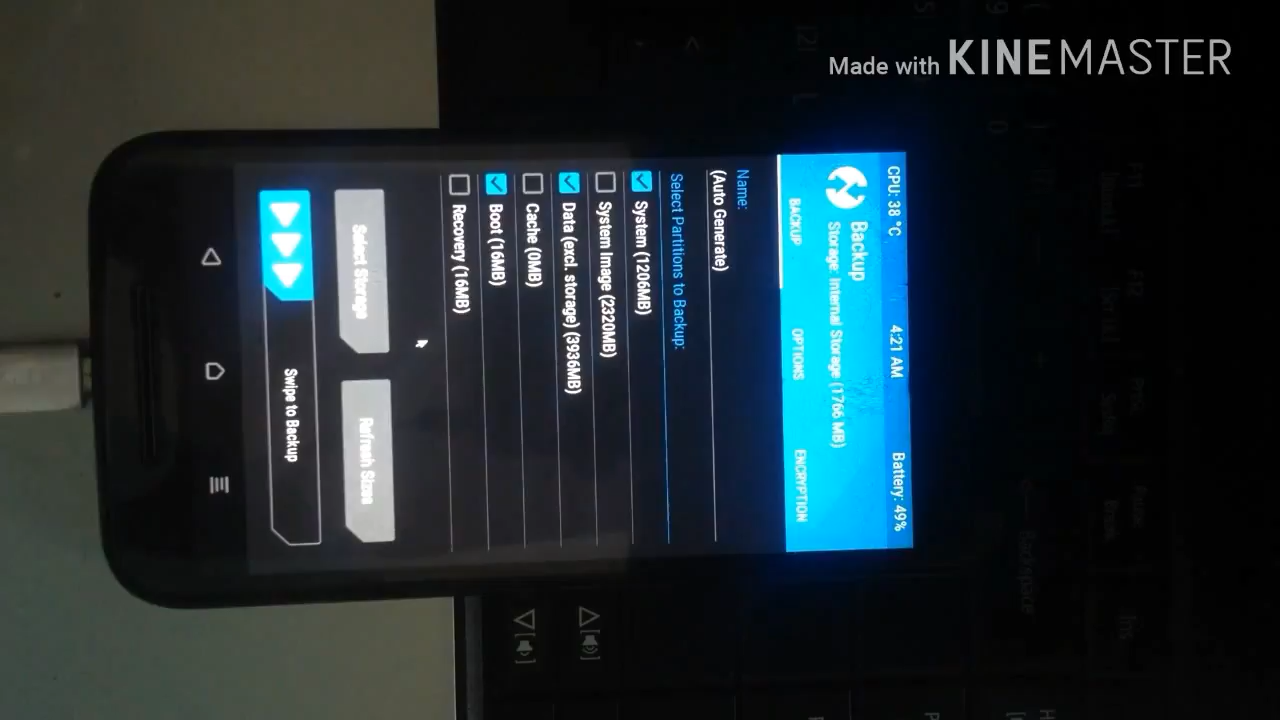 Made with KINEMASTER
CPU: 38 °C
4:21 AM
Battery: 49%
Backup
Storage: Internal Storage (1766 MB)
BACKUP
OPTIONS
ENCRYPTION
Name:
(Auto Generate)
Select Partitions to Backup:
System (1206MB)
System Image (2320MB)
Data (excl. storage) (3936MB)
Cache (0MB)
Boot (16MB)
Recovery (16MB)
Select Storage
Refresh Sizes
Swipe to Backup
Backspace